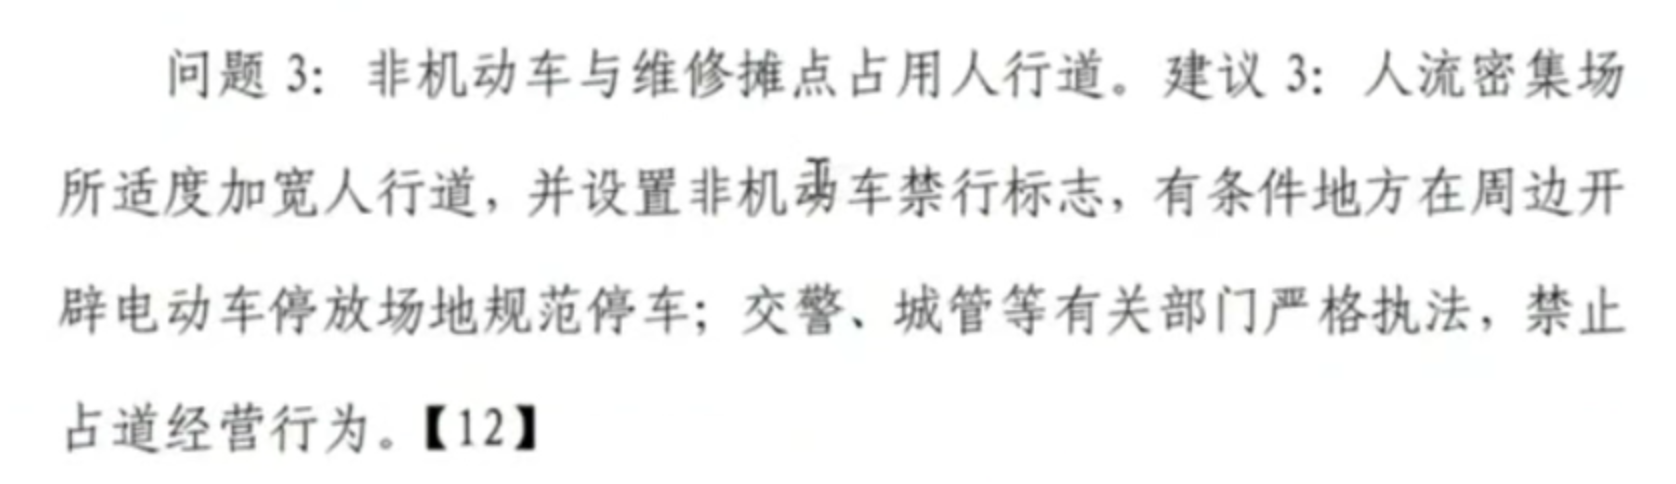 问题 3：非机动车与维修摊点占用人行道。建议 3：人流密集场
所适度加宽人行道，并设置非机动车禁行标志，有条件地方在周边开
辟电动车停放场地规范停车；交警、城管等有关部门严格执法，禁止
占道经营行为。【12】